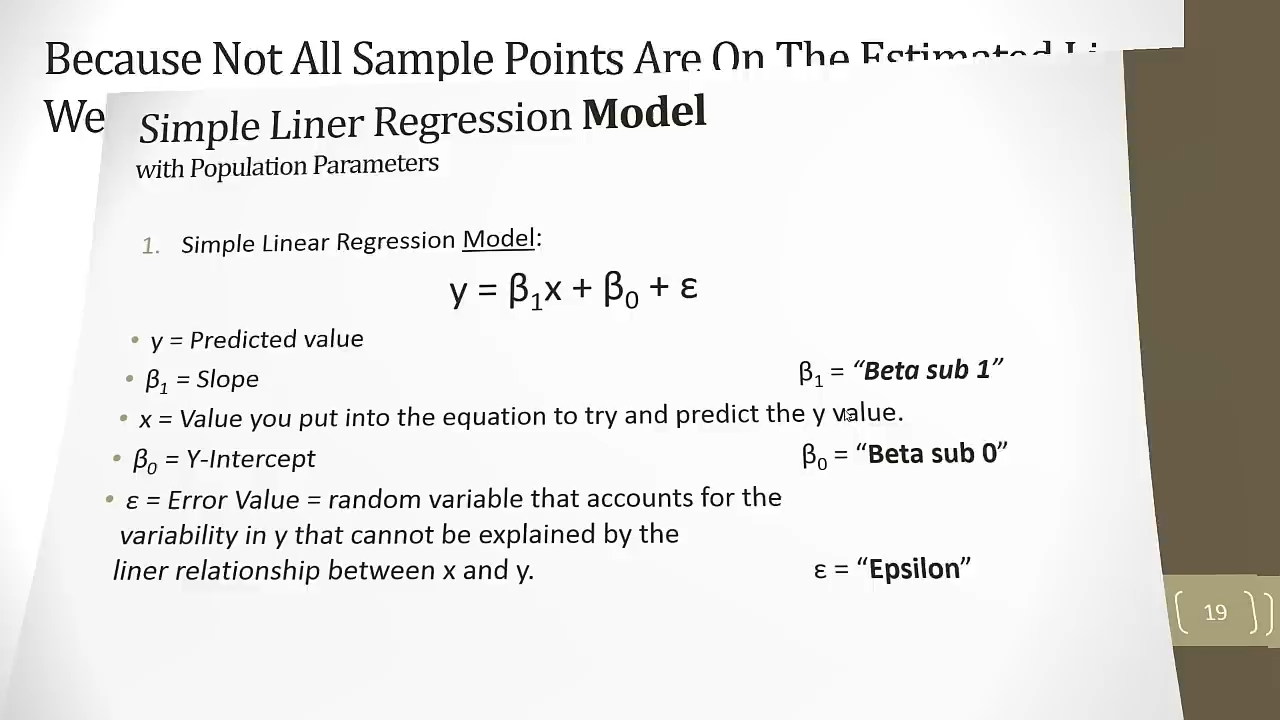 Because Not All Sample Points Are On The Estimated
We
Simple Liner Regression Model
with Population Parameters
1. Simple Linear Regression Model:
y = β₁x + β₀ + ε
• y = Predicted value
• β₁ = Slope β₁ = “Beta sub 1”
• x = Value you put into the equation to try and predict the y value.
• β₀ = Y-Intercept β₀ = “Beta sub 0”
• ε = Error Value = random variable that accounts for the
variability in y that cannot be explained by the
liner relationship between x and y. ε = “Epsilon”
19